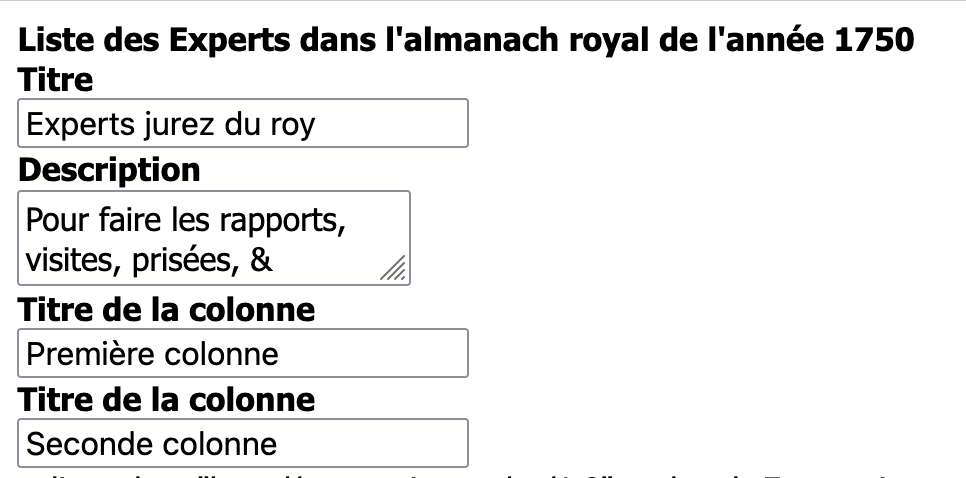 Liste des Experts dans l'almanach royal de l'année 1750
Titre
Experts jurez du roy
Description
Pour faire les rapports,
visites, prisées, &
Titre de la colonne
Première colonne
Titre de la colonne
Seconde colonne